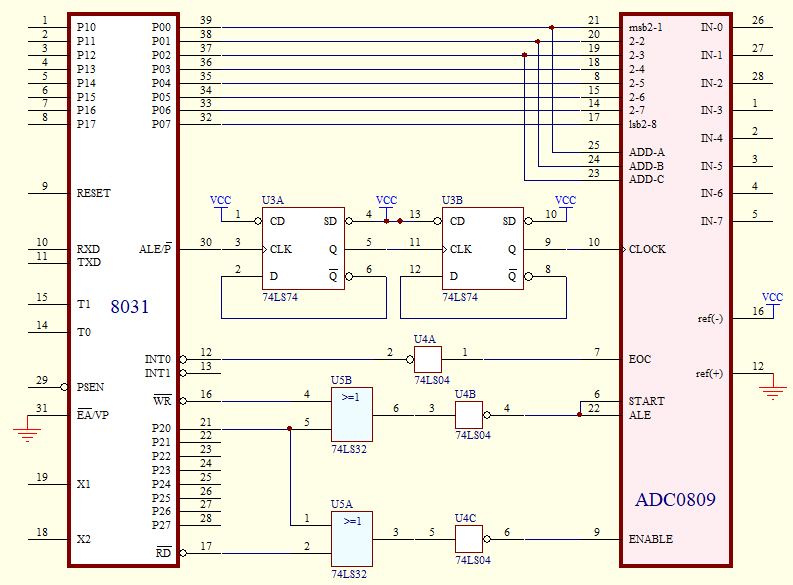 1 P10 P00 39 21 msb2-1 IN-0 26
2 P11 P01 38 20 2-2
3 P12 P02 37 19 2-3 IN-1 27
4 P13 P03 36 18 2-4
5 P14 P04 35 8 2-5 IN-2 28
6 P15 P05 34 15 2-6
7 P16 P06 33 14 2-7 IN-3 1
8 P17 P07 32 17 lsb2-8
IN-4 2
25 ADD-A
24 ADD-B IN-5 3
23 ADD-C
9 RESET IN-6 4
VCC U3A VCC U3B VCC
1 CD SD 4 13 CD SD 10 IN-7 5
10 RXD ALE/P 30 3 CLK Q 5 11 CLK Q 9 10 CLOCK
11 TXD
2 D Q 6 12 D Q 8
74LS74 74LS74 VCC
15 T1 8031
ref(-) 16
14 T0
U4A
INT0 12 2 1 7 EOC
INT1 13
ref(+) 12
74LS04
29 PSEN U5B
WR 16 4 >=1 U4B 6 START
31 EA/VP 6 3 4 22 ALE
P20 21 5
P21 22 74LS04
P22 23 74LS32
P23 24
19 X1 P24 25
P25 26 ADC0809
P26 27 U5A
P27 28 1 >=1 U4C
18 X2 3 5 6 9 ENABLE
RD 17 2
74LS04
74LS32